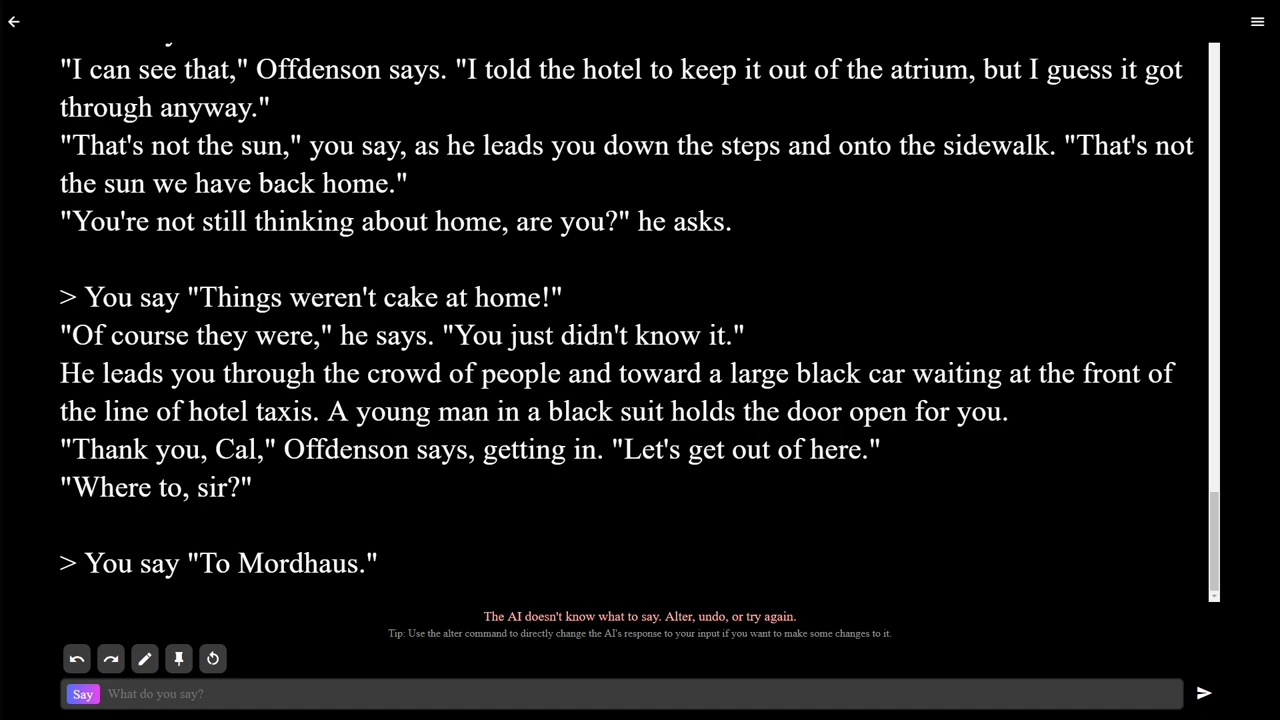 "I can see that," Offdenson says. "I told the hotel to keep it out of the atrium, but I guess it got
through anyway."
"That's not the sun," you say, as he leads you down the steps and onto the sidewalk. "That's not
the sun we have back home."
"You're not still thinking about home, are you?" he asks.
> You say "Things weren't cake at home!"
"Of course they were," he says. "You just didn't know it."
He leads you through the crowd of people and toward a large black car waiting at the front of
the line of hotel taxis. A young man in a black suit holds the door open for you.
"Thank you, Cal," Offdenson says, getting in. "Let's get out of here."
"Where to, sir?"
> You say "To Mordhaus."
The AI doesn't know what to say. Alter, undo, or try again.
Tip: Use the alter command to directly change the AI's response to your input if you want to make some changes to it.
Say What do you say?